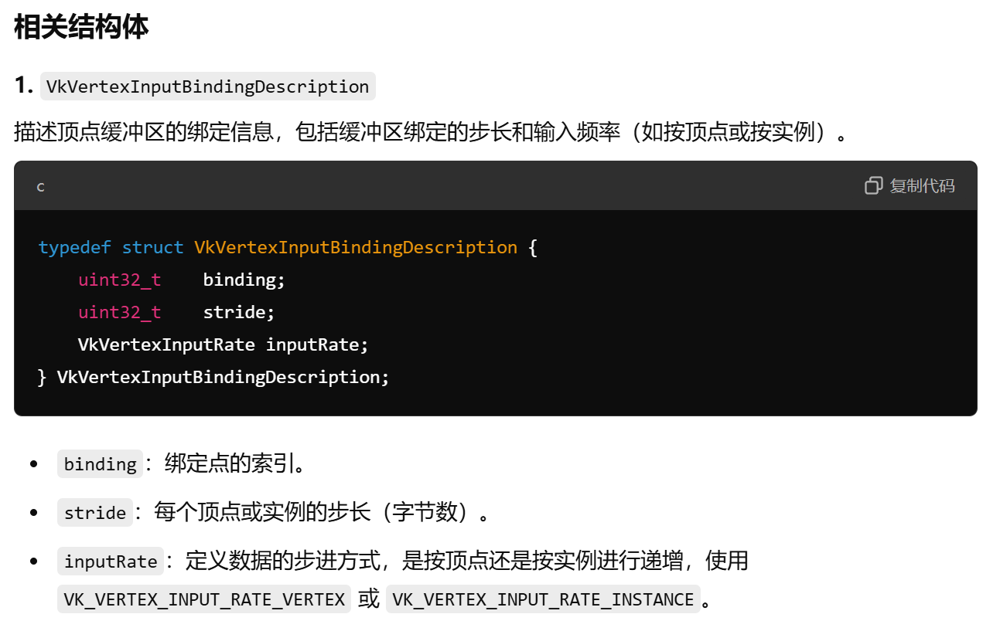 相关结构体
1. VkVertexInputBindingDescription
描述顶点缓冲区的绑定信息，包括缓冲区绑定的步长和输入频率（如按顶点或按实例）。
c
复制代码
typedef struct VkVertexInputBindingDescription {
    uint32_t    binding;
    uint32_t    stride;
    VkVertexInputRate inputRate;
} VkVertexInputBindingDescription;
• binding：绑定点的索引。
• stride：每个顶点或实例的步长（字节数）。
• inputRate：定义数据的步进方式，是按顶点还是按实例进行递增，使用
VK_VERTEX_INPUT_RATE_VERTEX 或 VK_VERTEX_INPUT_RATE_INSTANCE。